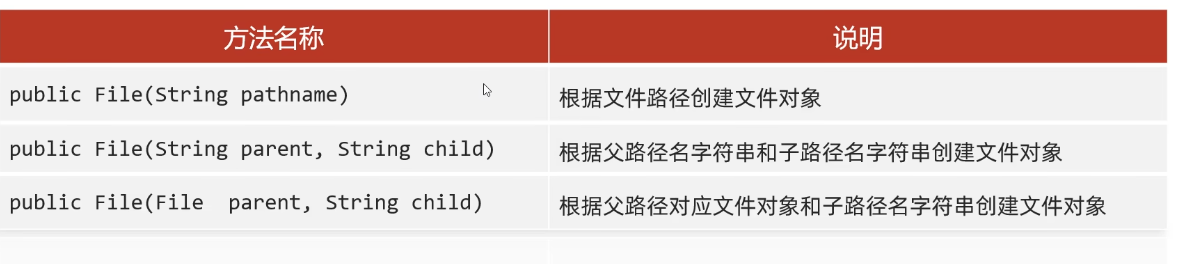 方法名称 说明
public File(String pathname) 根据文件路径创建文件对象
public File(String parent, String child) 根据父路径名字符串和子路径名字符串创建文件对象
public File(File  parent, String child) 根据父路径对应文件对象和子路径名字符串创建文件对象